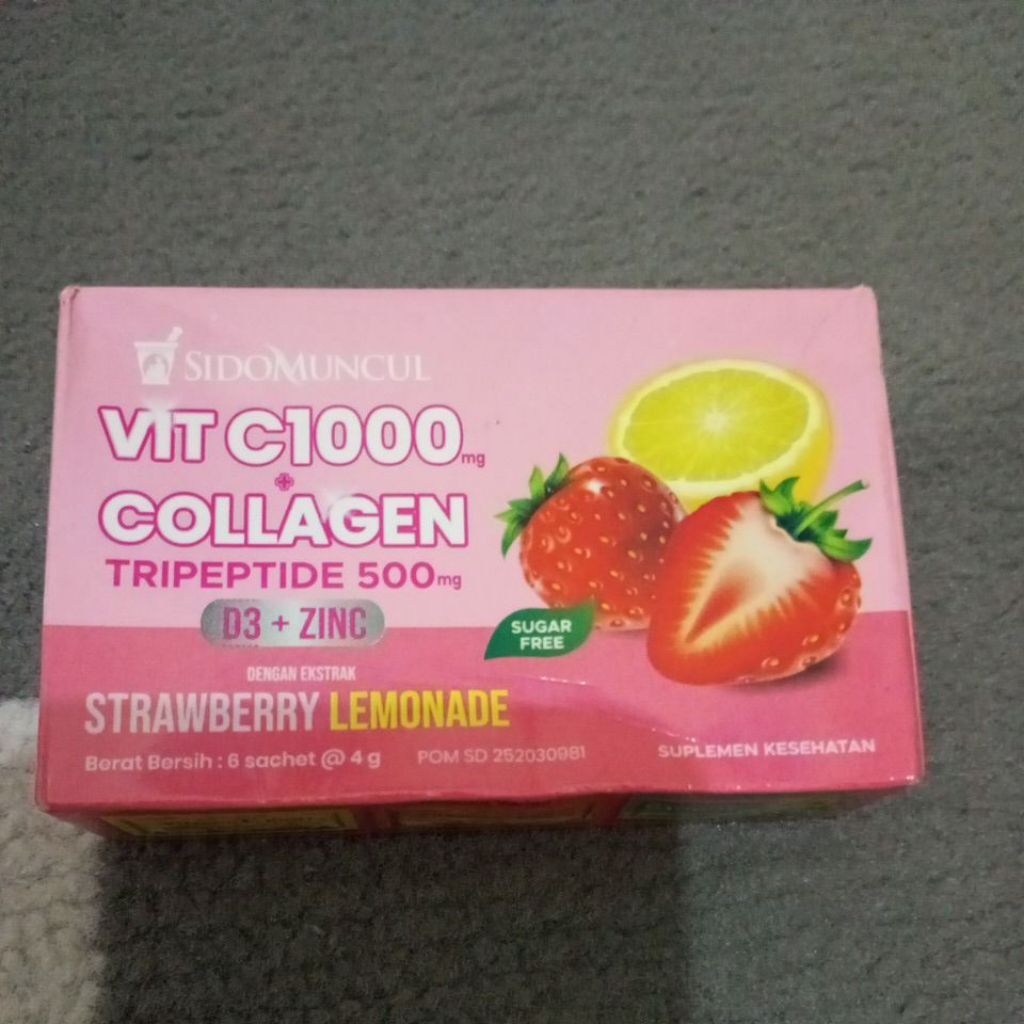 SIDOMUNCUL
VIT C1000mg
+
COLLAGEN
TRIPEPTIDE 500mg
D3 + ZINC
SUGAR
FREE
DENGAN EKSTRAK
STRAWBERRY LEMONADE
Berat Bersih : 6 sachet @ 4 g
POM SD 252030981
SUPLEMEN KESEHATAN